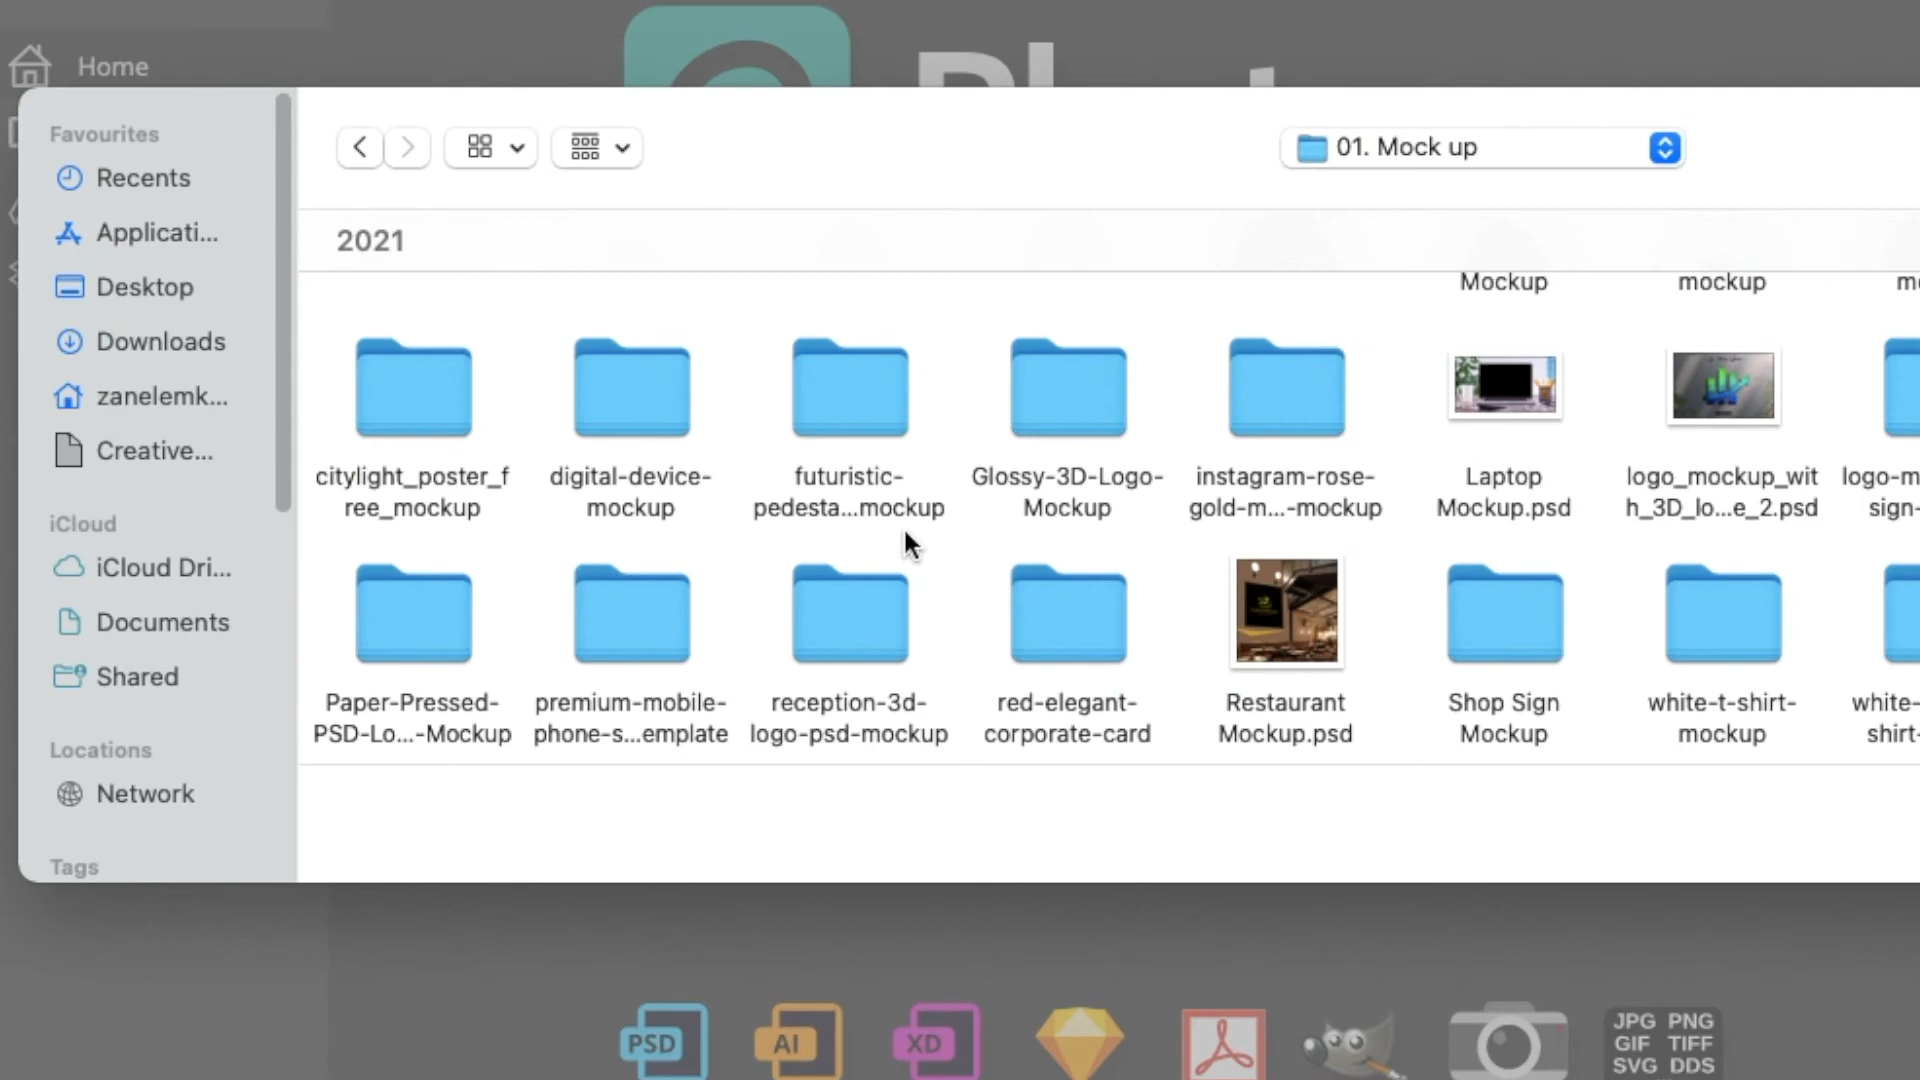 Home
Favourites
Recents
Applicati...
Desktop
Downloads
zanelemk...
Creative...
iCloud
iCloud Dri...
Documents
Shared
Locations
Network
Tags
01. Mock up
2021
Mockup
mockup
citylight_poster_f
ree_mockup
digital-device-
mockup
futuristic-
pedesta...mockup
Glossy-3D-Logo-
Mockup
instagram-rose-
gold-m...-mockup
Laptop
Mockup.psd
logo_mockup_wit
h_3D_lo...e_2.psd
logo-m
sign-
Paper-Pressed-
PSD-Lo...-Mockup
premium-mobile-
phone-s...emplate
reception-3d-
logo-psd-mockup
red-elegant-
corporate-card
Restaurant
Mockup.psd
Shop Sign
Mockup
white-t-shirt-
mockup
white-
shirt-
PSD
AI
XD
JPG PNG
GIF TIFF
SVG DDS